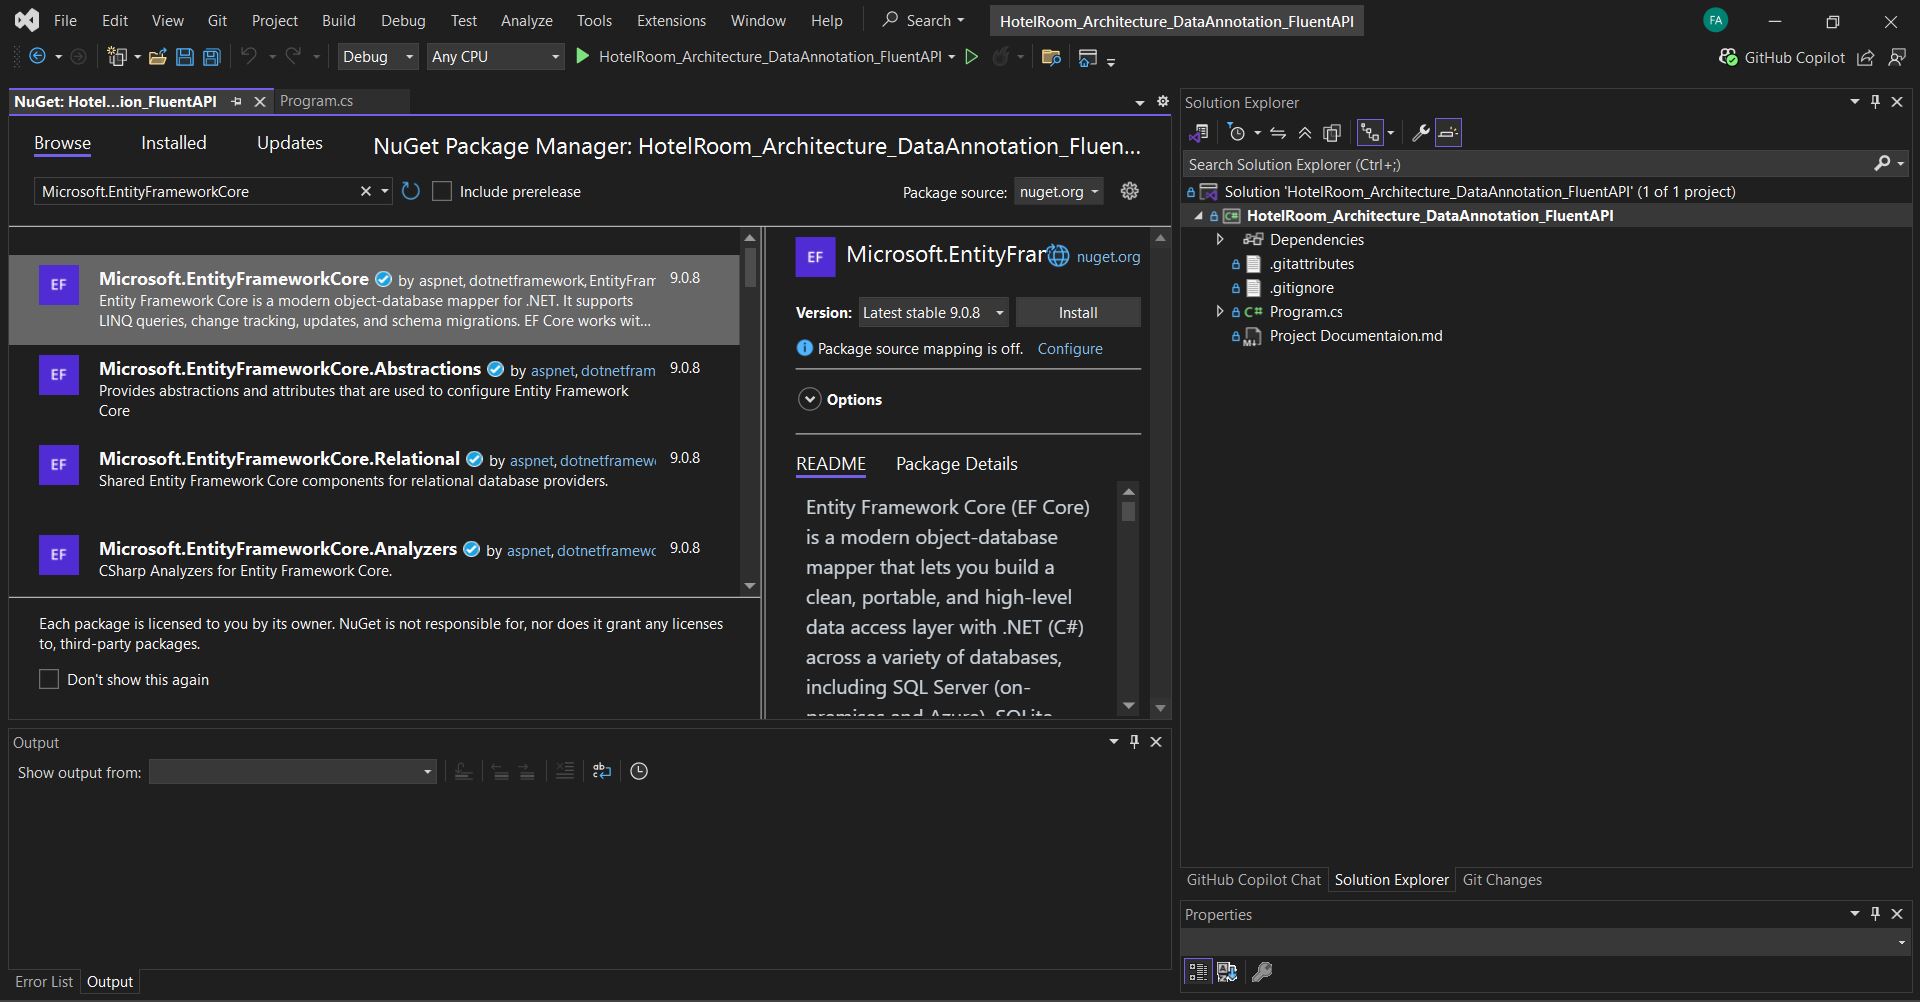 File Edit View Git Project Build Debug Test Analyze Tools Extensions Window Help Search HotelRoom_Architecture_DataAnnotation_FluentAPI FA
Debug Any CPU HotelRoom_Architecture_DataAnnotation_FluentAPI GitHub Copilot
NuGet: Hotel...ion_FluentAPI Program.cs
Browse Installed Updates NuGet Package Manager: HotelRoom_Architecture_DataAnnotation_Fluen...
Microsoft.EntityFrameworkCore Include prerelease Package source: nuget.org
EF
Microsoft.EntityFrameworkCore by aspnet, dotnetframework, EntityFram 9.0.8
Entity Framework Core is a modern object-database mapper for .NET. It supports
LINQ queries, change tracking, updates, and schema migrations. EF Core works wit...
EF
Microsoft.EntityFrameworkCore.Abstractions by aspnet, dotnetfram 9.0.8
Provides abstractions and attributes that are used to configure Entity Framework
Core
EF
Microsoft.EntityFrameworkCore.Relational by aspnet, dotnetframew 9.0.8
Shared Entity Framework Core components for relational database providers.
EF
Microsoft.EntityFrameworkCore.Analyzers by aspnet, dotnetframewo 9.0.8
CSharp Analyzers for Entity Framework Core.
Each package is licensed to you by its owner. NuGet is not responsible for, nor does it grant any licenses
to, third-party packages.
Don't show this again
EF Microsoft.EntityFrar nuget.org
Version: Latest stable 9.0.8 Install
Package source mapping is off. Configure
Options
README Package Details
Entity Framework Core (EF Core)
is a modern object-database
mapper that lets you build a
clean, portable, and high-level
data access layer with .NET (C#)
across a variety of databases,
including SQL Server (on-
premises and Azure), SQLite,
Output
Show output from:
Error List Output
Solution Explorer
Search Solution Explorer (Ctrl+;)
Solution 'HotelRoom_Architecture_DataAnnotation_FluentAPI' (1 of 1 project)
C# HotelRoom_Architecture_DataAnnotation_FluentAPI
Dependencies
.gitattributes
.gitignore
C# Program.cs
Project Documentaion.md
GitHub Copilot Chat Solution Explorer Git Changes
Properties